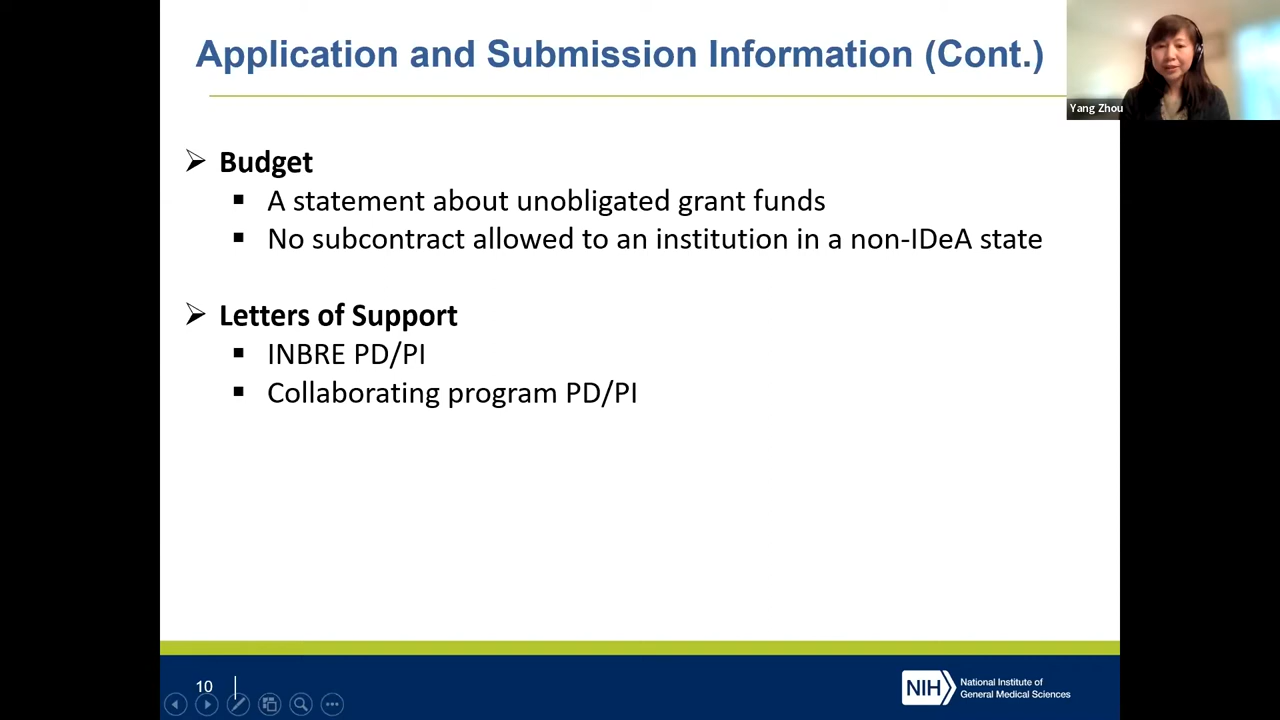 Application and Submission Information (Cont.)
Yang Zhou
Budget
A statement about unobligated grant funds
No subcontract allowed to an institution in a non-IDeA state
Letters of Support
INBRE PD/PI
Collaborating program PD/PI
10
NIH
National Institute of
General Medical Sciences